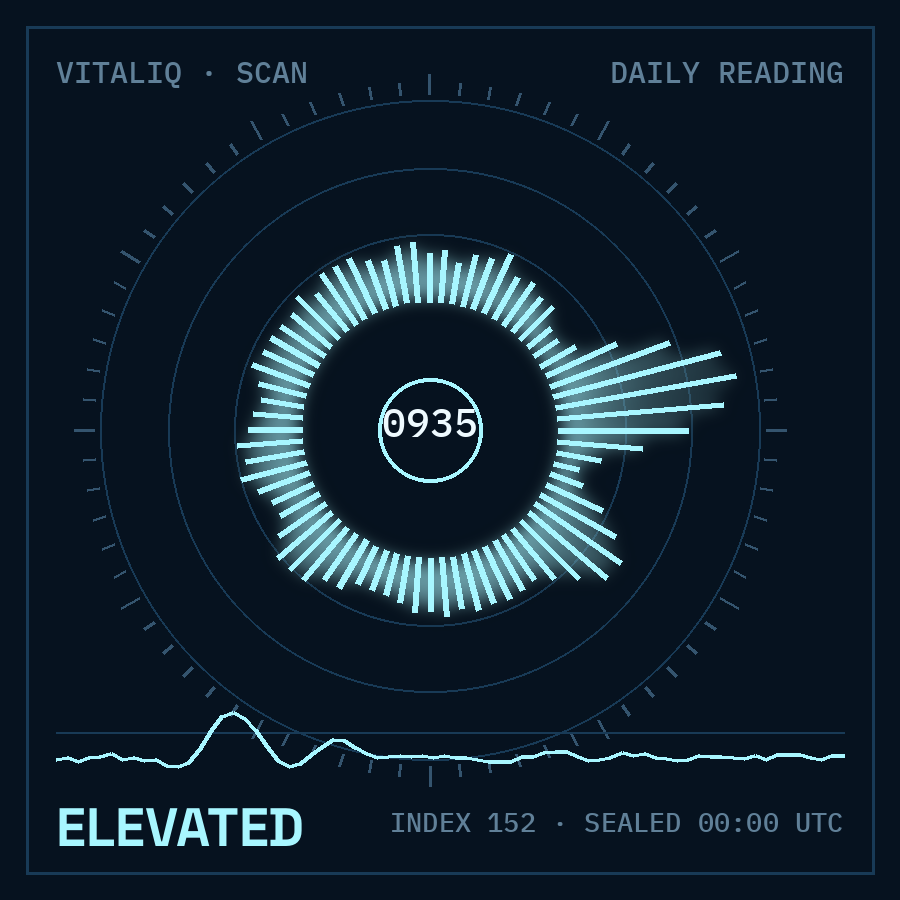 VITALIQ · SCAN
DAILY READING
0935
ELEVATED
INDEX 152 · SEALED 00:00 UTC